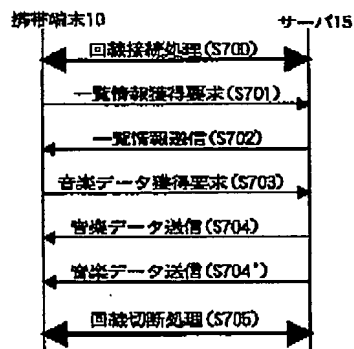 携帯端末10
サーバ15
回線接続処理(S700)
一覧情報獲得要求(S701)
一覧情報送信(S702)
音楽データ獲得要求(S703)
音楽データ送信(S704)
音楽データ送信(S704')
回線切断処理(S705)